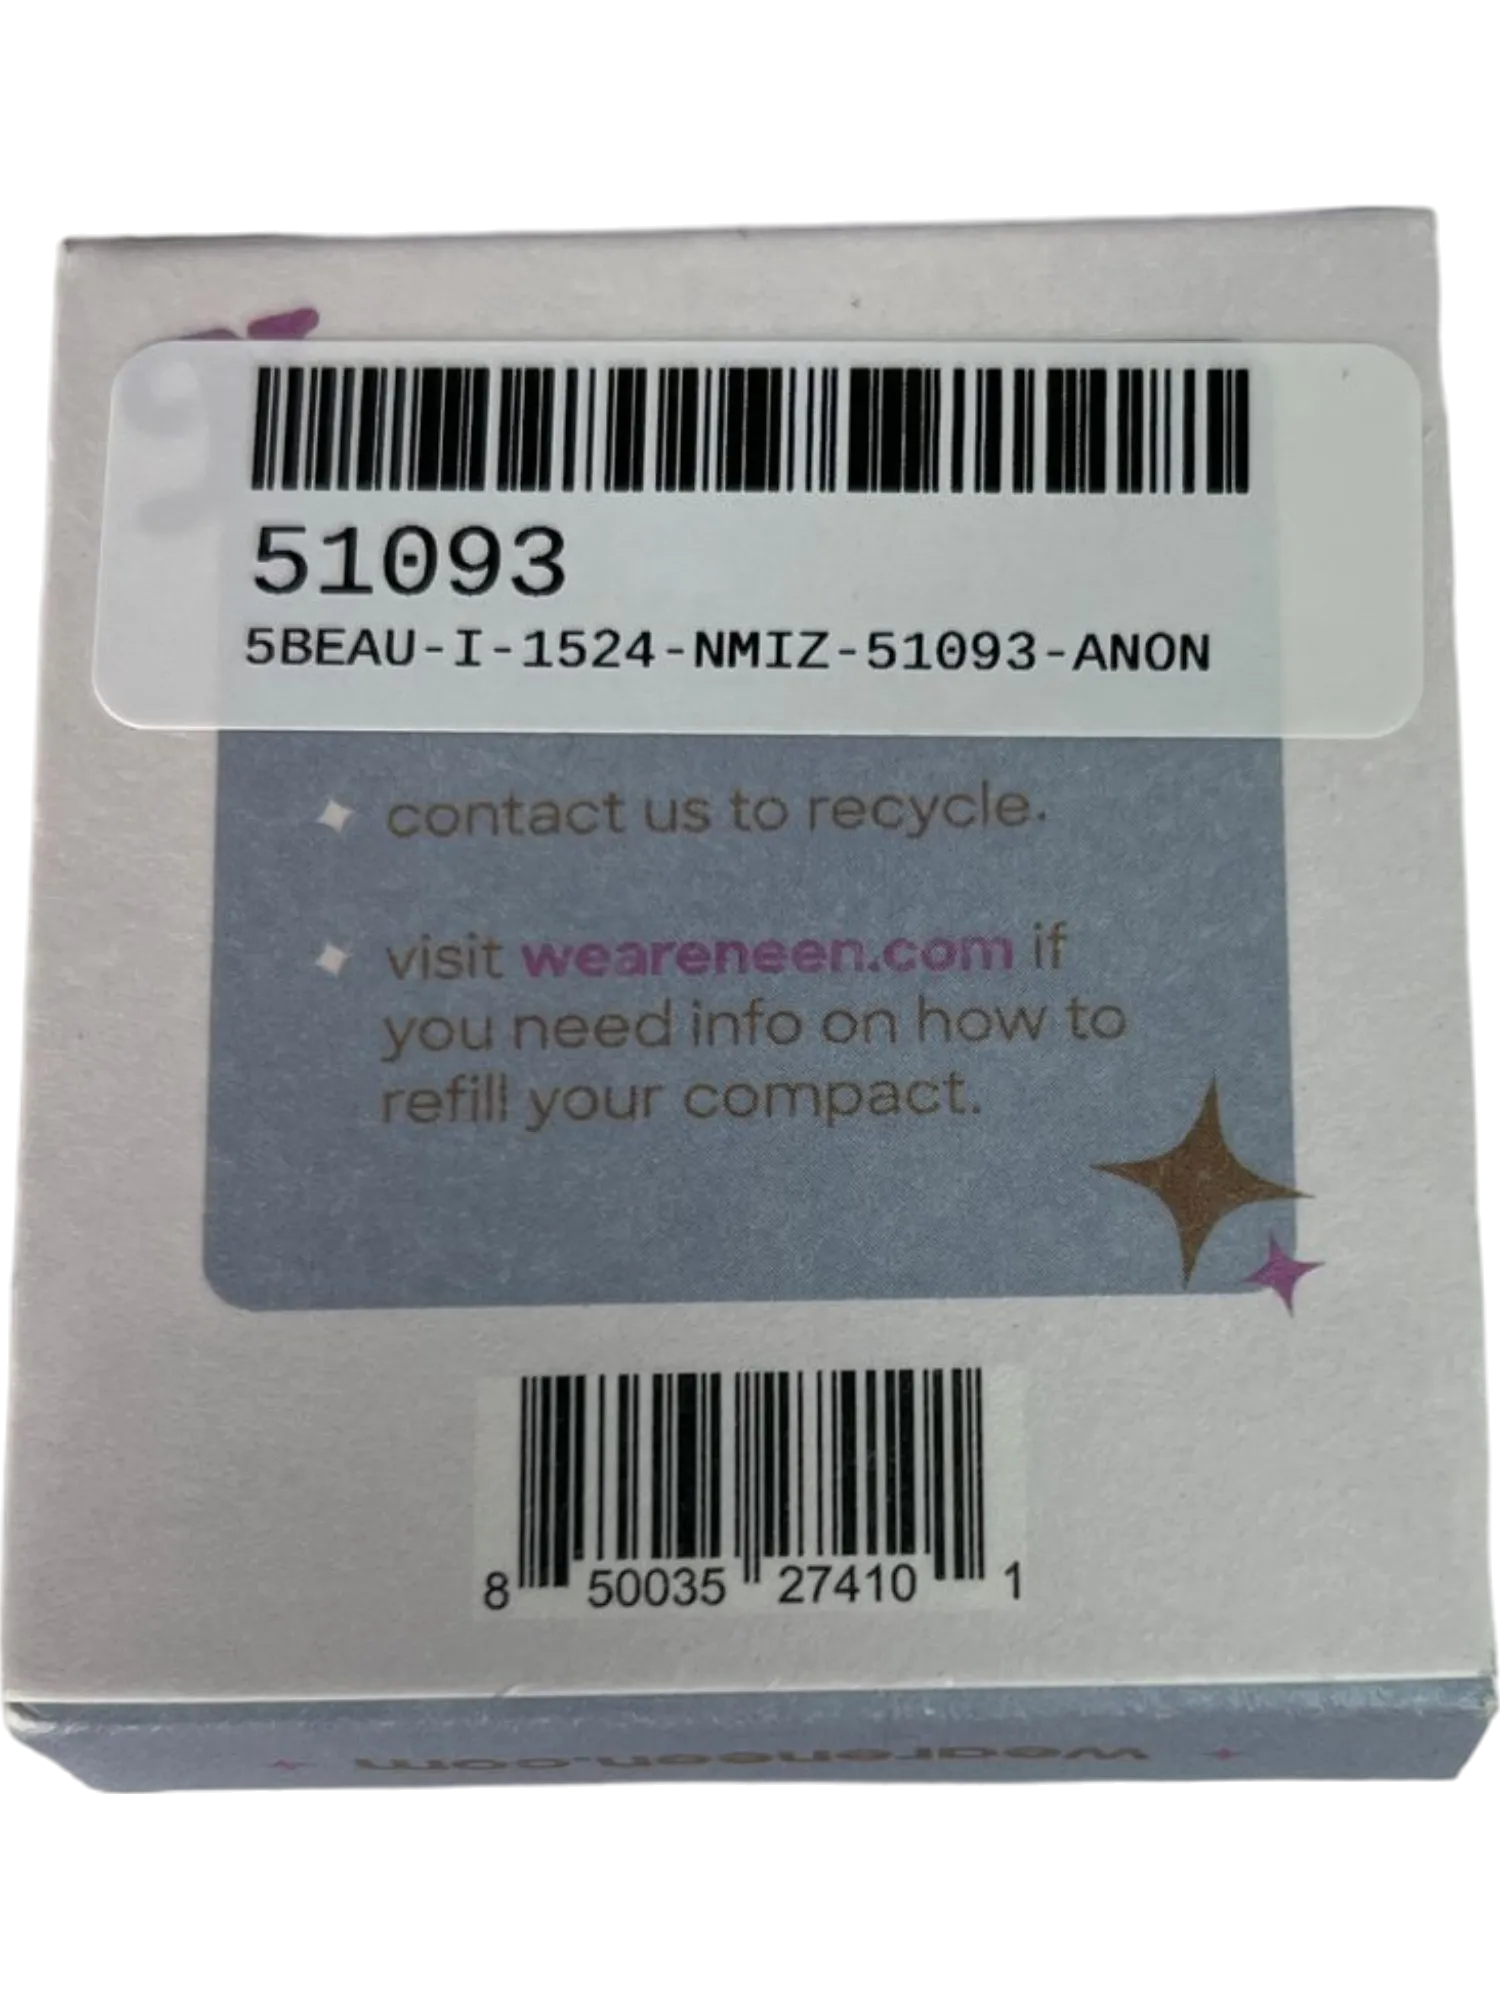 51093
5BEAU-I-1524-NMIZ-51093-ANON
contact us to recycle.
visit weareneen.com if
you need info on how to
refill your compact.
8 50035 27410 1
weareneen.com